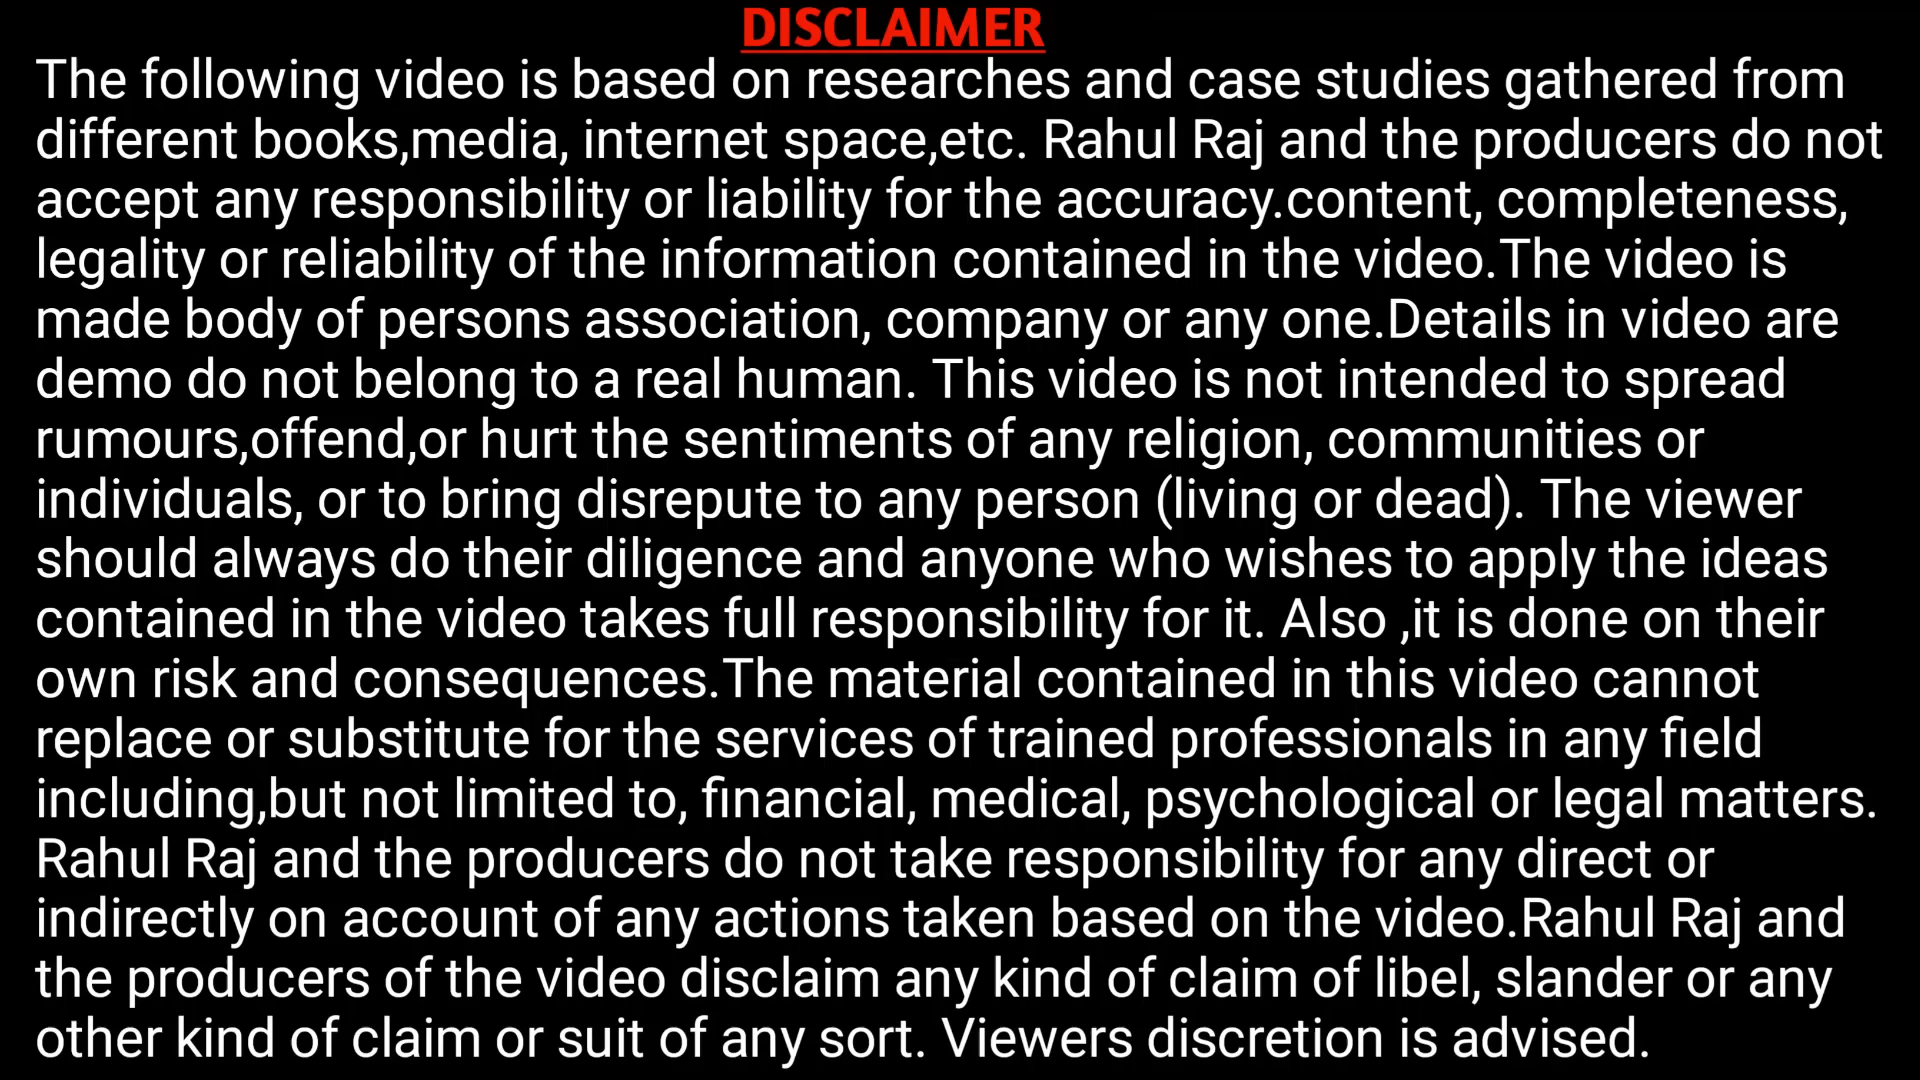 DISCLAIMER
The following video is based on researches and case studies gathered from
different books,media, internet space,etc. Rahul Raj and the producers do not
accept any responsibility or liability for the accuracy.content, completeness,
legality or reliability of the information contained in the video.The video is
made body of persons association, company or any one.Details in video are
demo do not belong to a real human. This video is not intended to spread
rumours,offend,or hurt the sentiments of any religion, communities or
individuals, or to bring disrepute to any person (living or dead). The viewer
should always do their diligence and anyone who wishes to apply the ideas
contained in the video takes full responsibility for it. Also ,it is done on their
own risk and consequences.The material contained in this video cannot
replace or substitute for the services of trained professionals in any field
including,but not limited to, financial, medical, psychological or legal matters.
Rahul Raj and the producers do not take responsibility for any direct or
indirectly on account of any actions taken based on the video.Rahul Raj and
the producers of the video disclaim any kind of claim of libel, slander or any
other kind of claim or suit of any sort. Viewers discretion is advised.